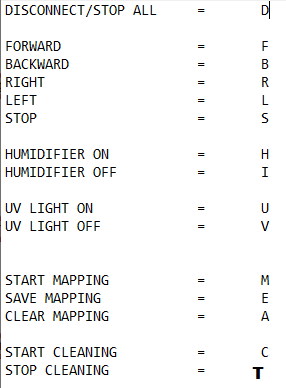 DISCONNECT/STOP ALL = D
FORWARD = F
BACKWARD = B
RIGHT = R
LEFT = L
STOP = S
HUMIDIFIER ON = H
HUMIDIFIER OFF = I
UV LIGHT ON = U
UV LIGHT OFF = V
START MAPPING = M
SAVE MAPPING = E
CLEAR MAPPING = A
START CLEANING = C
STOP CLEANING = T